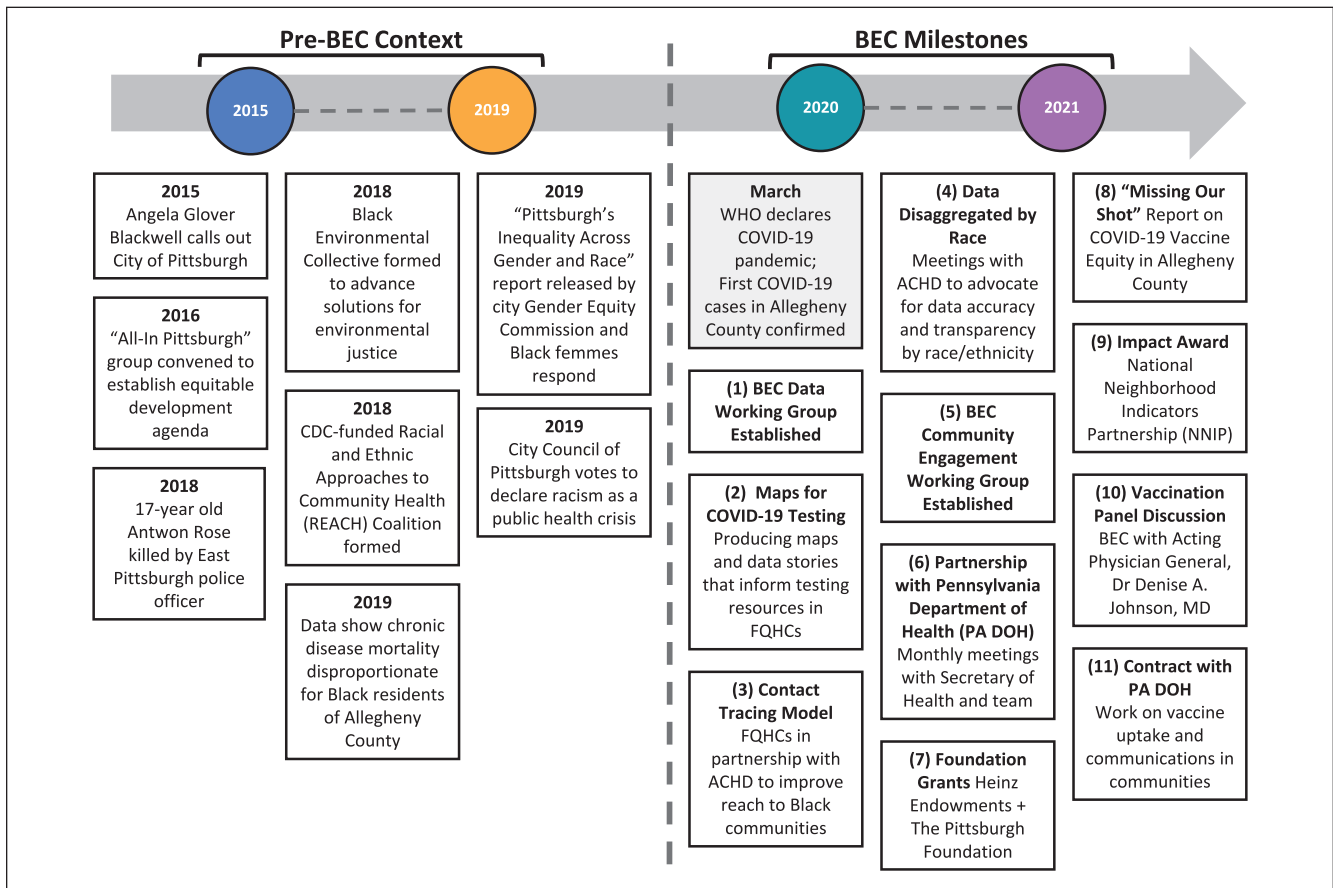 Pre-BEC Context
BEC Milestones
2015
2019
2020
2021
2015
Angela Glover
Blackwell calls out
City of Pittsburgh
2016
“All-In Pittsburgh”
group convened to
establish equitable
development
agenda
2018
17-year old
Antwon Rose
killed by East
Pittsburgh police
officer
2018
Black
Environmental
Collective formed
to advance
solutions for
environmental
justice
2018
CDC-funded Racial
and Ethnic
Approaches to
Community Health
(REACH) Coalition
formed
2019
Data show chronic
disease mortality
disproportionate
for Black residents
of Allegheny
County
2019
“Pittsburgh’s
Inequality Across
Gender and Race”
report released by
city Gender Equity
Commission and
Black femmes
respond
2019
City Council of
Pittsburgh votes to
declare racism as a
public health crisis
March
WHO declares
COVID-19
pandemic;
First COVID-19
cases in Allegheny
County confirmed
(1) BEC Data
Working Group
Established
(2) Maps for
COVID-19 Testing
Producing maps
and data stories
that inform testing
resources in
FQHCs
(3) Contact
Tracing Model
FQHCs in
partnership with
ACHD to improve
reach to Black
communities
(4) Data
Disaggregated by
Race
Meetings with
ACHD to advocate
for data accuracy
and transparency
by race/ethnicity
(5) BEC
Community
Engagement
Working Group
Established
(6) Partnership
with Pennsylvania
Department of
Health (PA DOH)
Monthly meetings
with Secretary of
Health and team
(7) Foundation
Grants Heinz
Endowments +
The Pittsburgh
Foundation
(8) “Missing Our
Shot” Report on
COVID-19 Vaccine
Equity in Allegheny
County
(9) Impact Award
National
Neighborhood
Indicators
Partnership (NNIP)
(10) Vaccination
Panel Discussion
BEC with Acting
Physician General,
Dr Denise A.
Johnson, MD
(11) Contract with
PA DOH
Work on vaccine
uptake and
communications in
communities